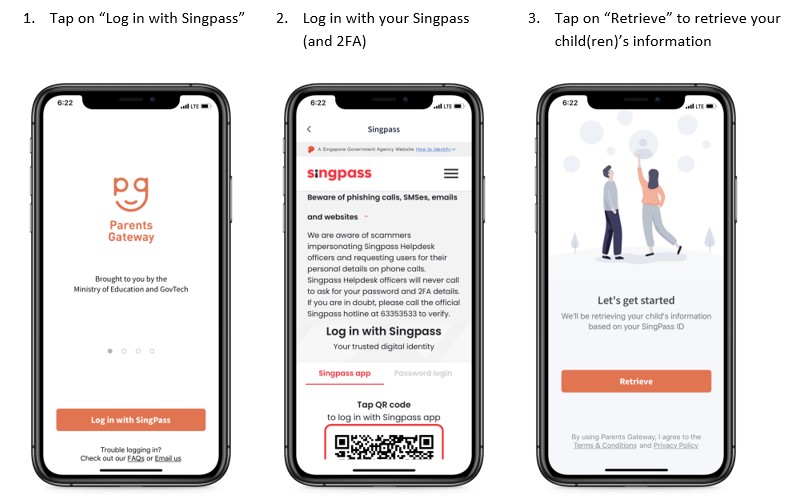 1. Tap on “Log in with Singpass”
2. Log in with your Singpass
(and 2FA)
3. Tap on “Retrieve” to retrieve your
child(ren)’s information
6:22
LTE
pg
Parents
Gateway
Brought to you by the
Ministry of Education and GovTech
Log in with SingPass
Trouble logging in?
Check out our FAQs or Email us
6:22
LTE
Singpass
A Singapore Government Agency Website How to identify
singpass
Beware of phishing calls, SMSes, emails
and websites
We are aware of scammers
impersonating Singpass Helpdesk
officers and requesting users for their
personal details on phone calls.
Singpass Helpdesk officers will never call
to ask for your password and 2FA details.
If you are in doubt, please call the official
Singpass hotline at 63353533 to verify.
Log in with Singpass
Your trusted digital identity
Singpass app
Password login
Tap QR code
to log in with Singpass app
6:22
LTE
Let's get started
We'll be retrieving your child's information
based on your SingPass ID
Retrieve
By using Parents Gateway, I agree to the
Terms & Conditions and Privacy Policy